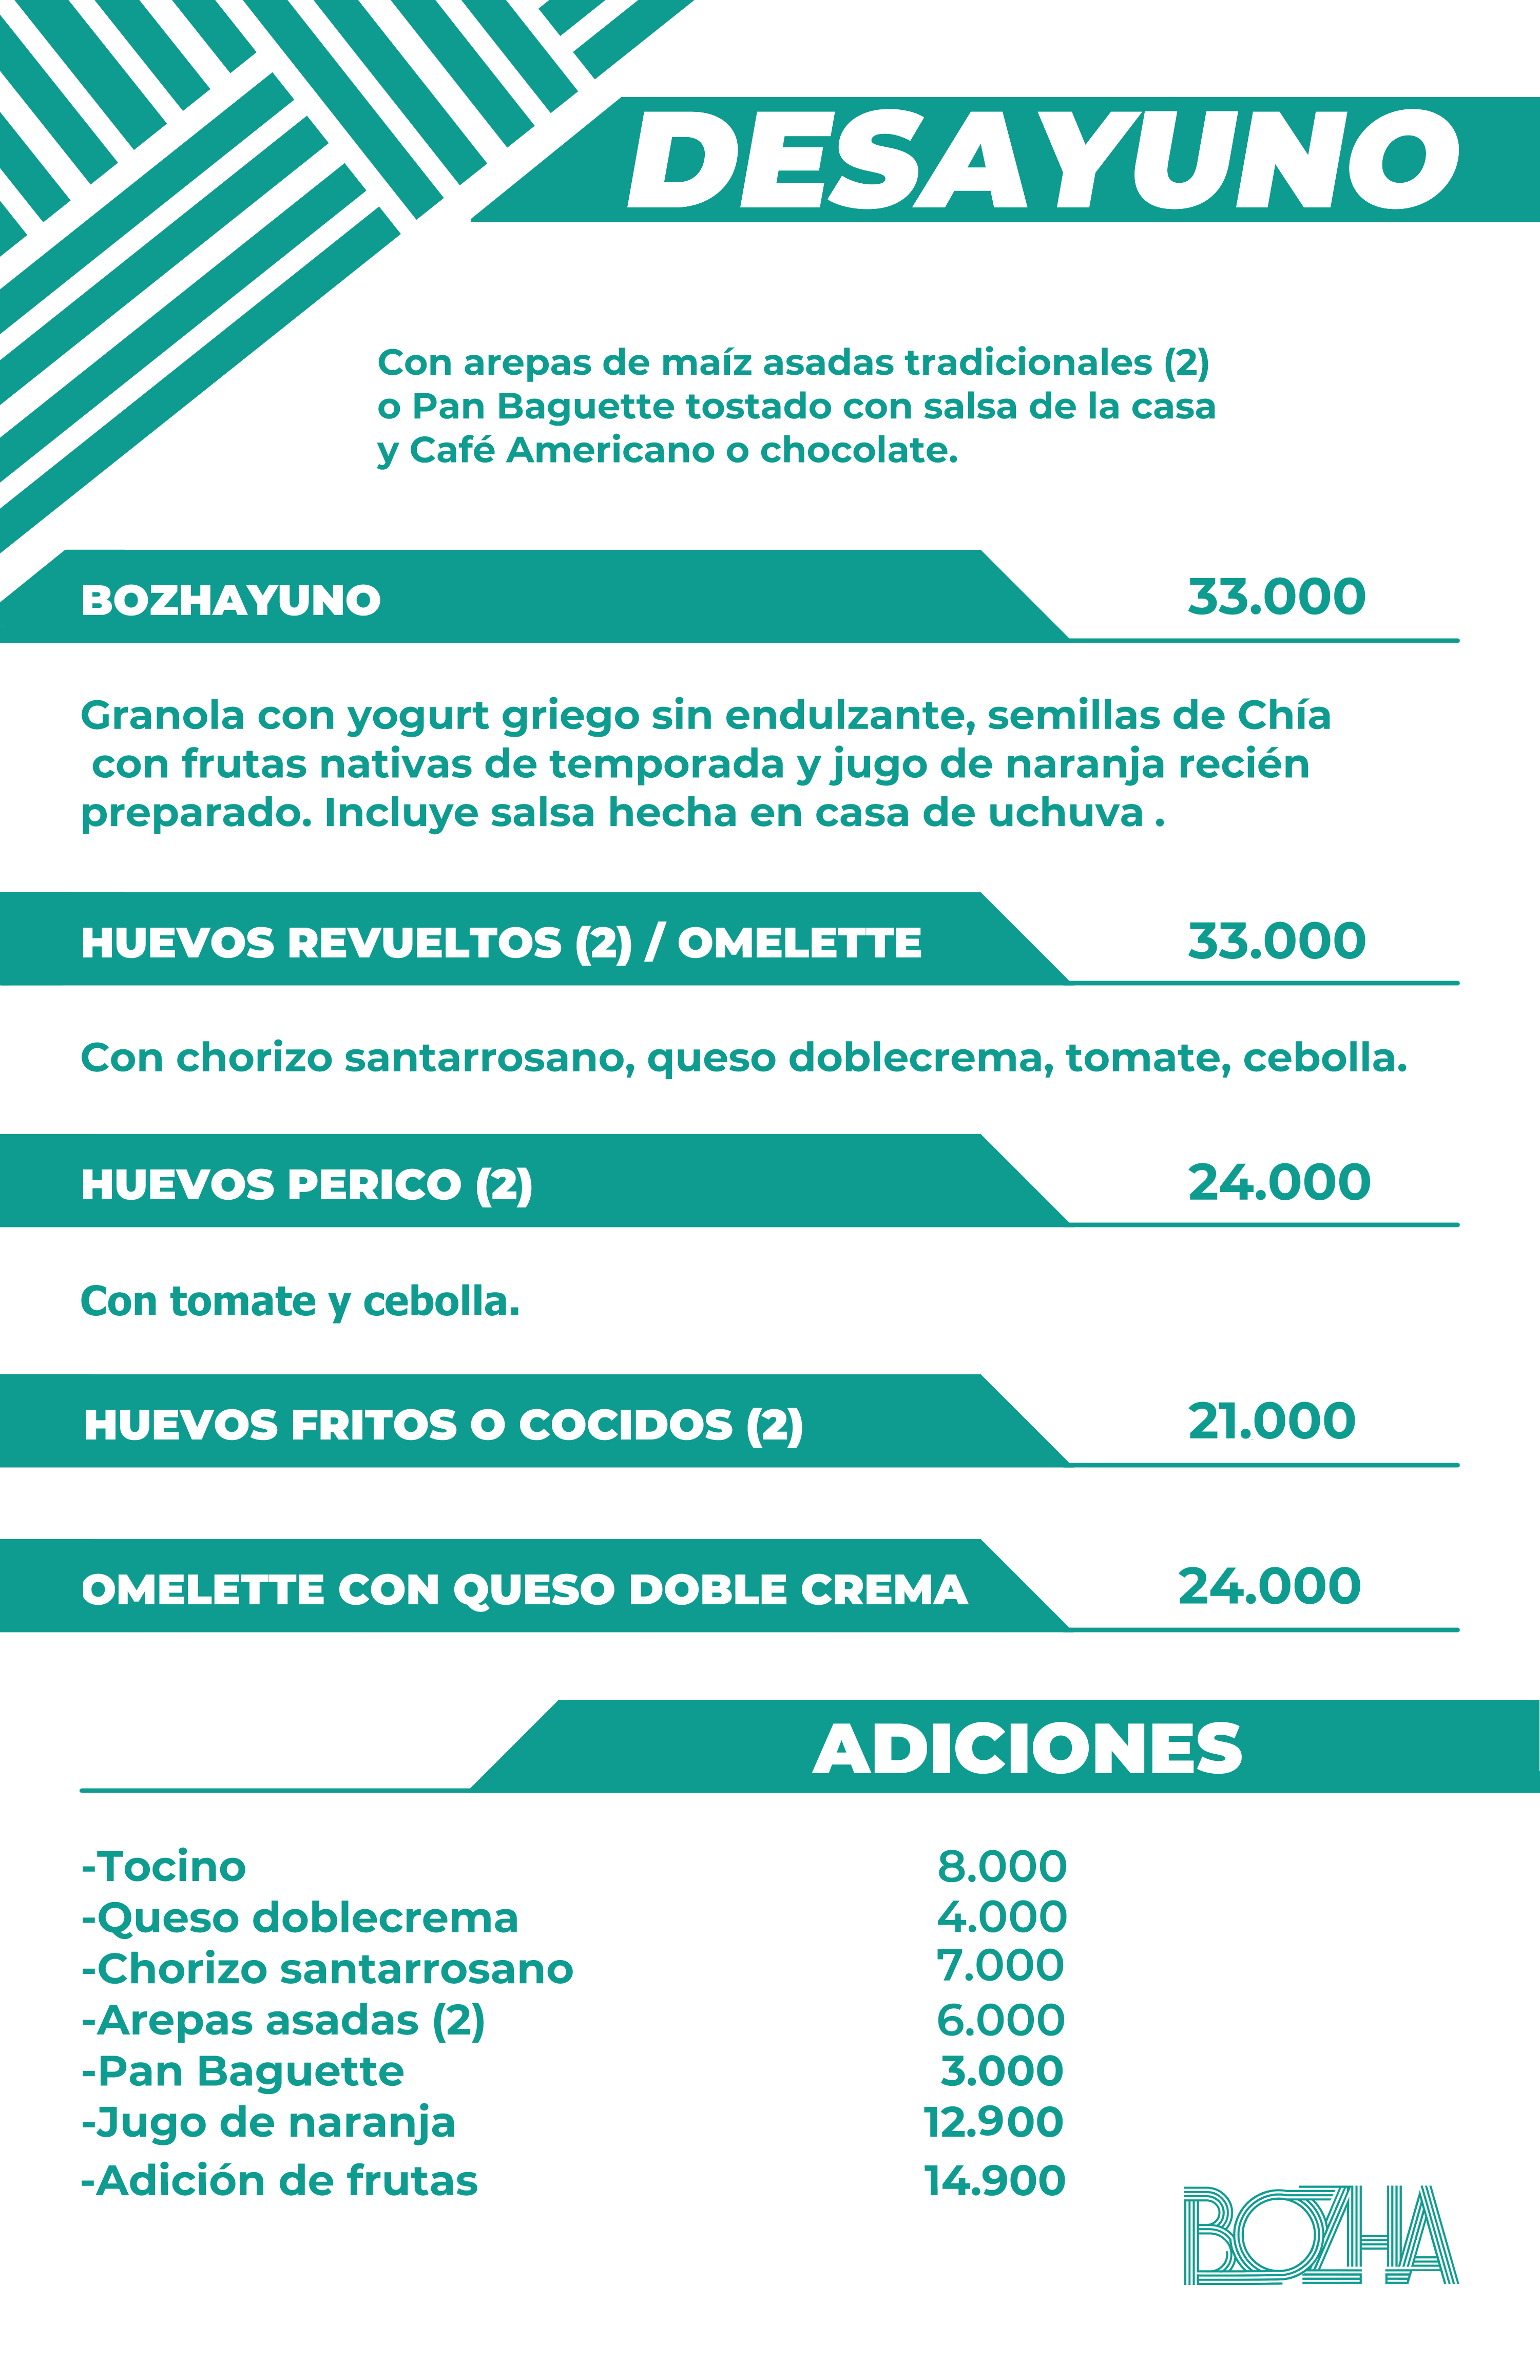 DESAYUNO
Con arepas de maíz asadas tradicionales (2)
o Pan Baguette tostado con salsa de la casa
y Café Americano o chocolate.
BOZHAYUNO 33.000
Granola con yogurt griego sin endulzante, semillas de Chía
con frutas nativas de temporada y jugo de naranja recién
preparado. Incluye salsa hecha en casa de uchuva .
HUEVOS REVUELTOS (2) / OMELETTE 33.000
Con chorizo santarrosano, queso doblecrema, tomate, cebolla.
HUEVOS PERICO (2) 24.000
Con tomate y cebolla.
HUEVOS FRITOS O COCIDOS (2) 21.000
OMELETTE CON QUESO DOBLE CREMA 24.000
ADICIONES
-Tocino 8.000
-Queso doblecrema 4.000
-Chorizo santarrosano 7.000
-Arepas asadas (2) 6.000
-Pan Baguette 3.000
-Jugo de naranja 12.900
-Adición de frutas 14.900
BOZHA